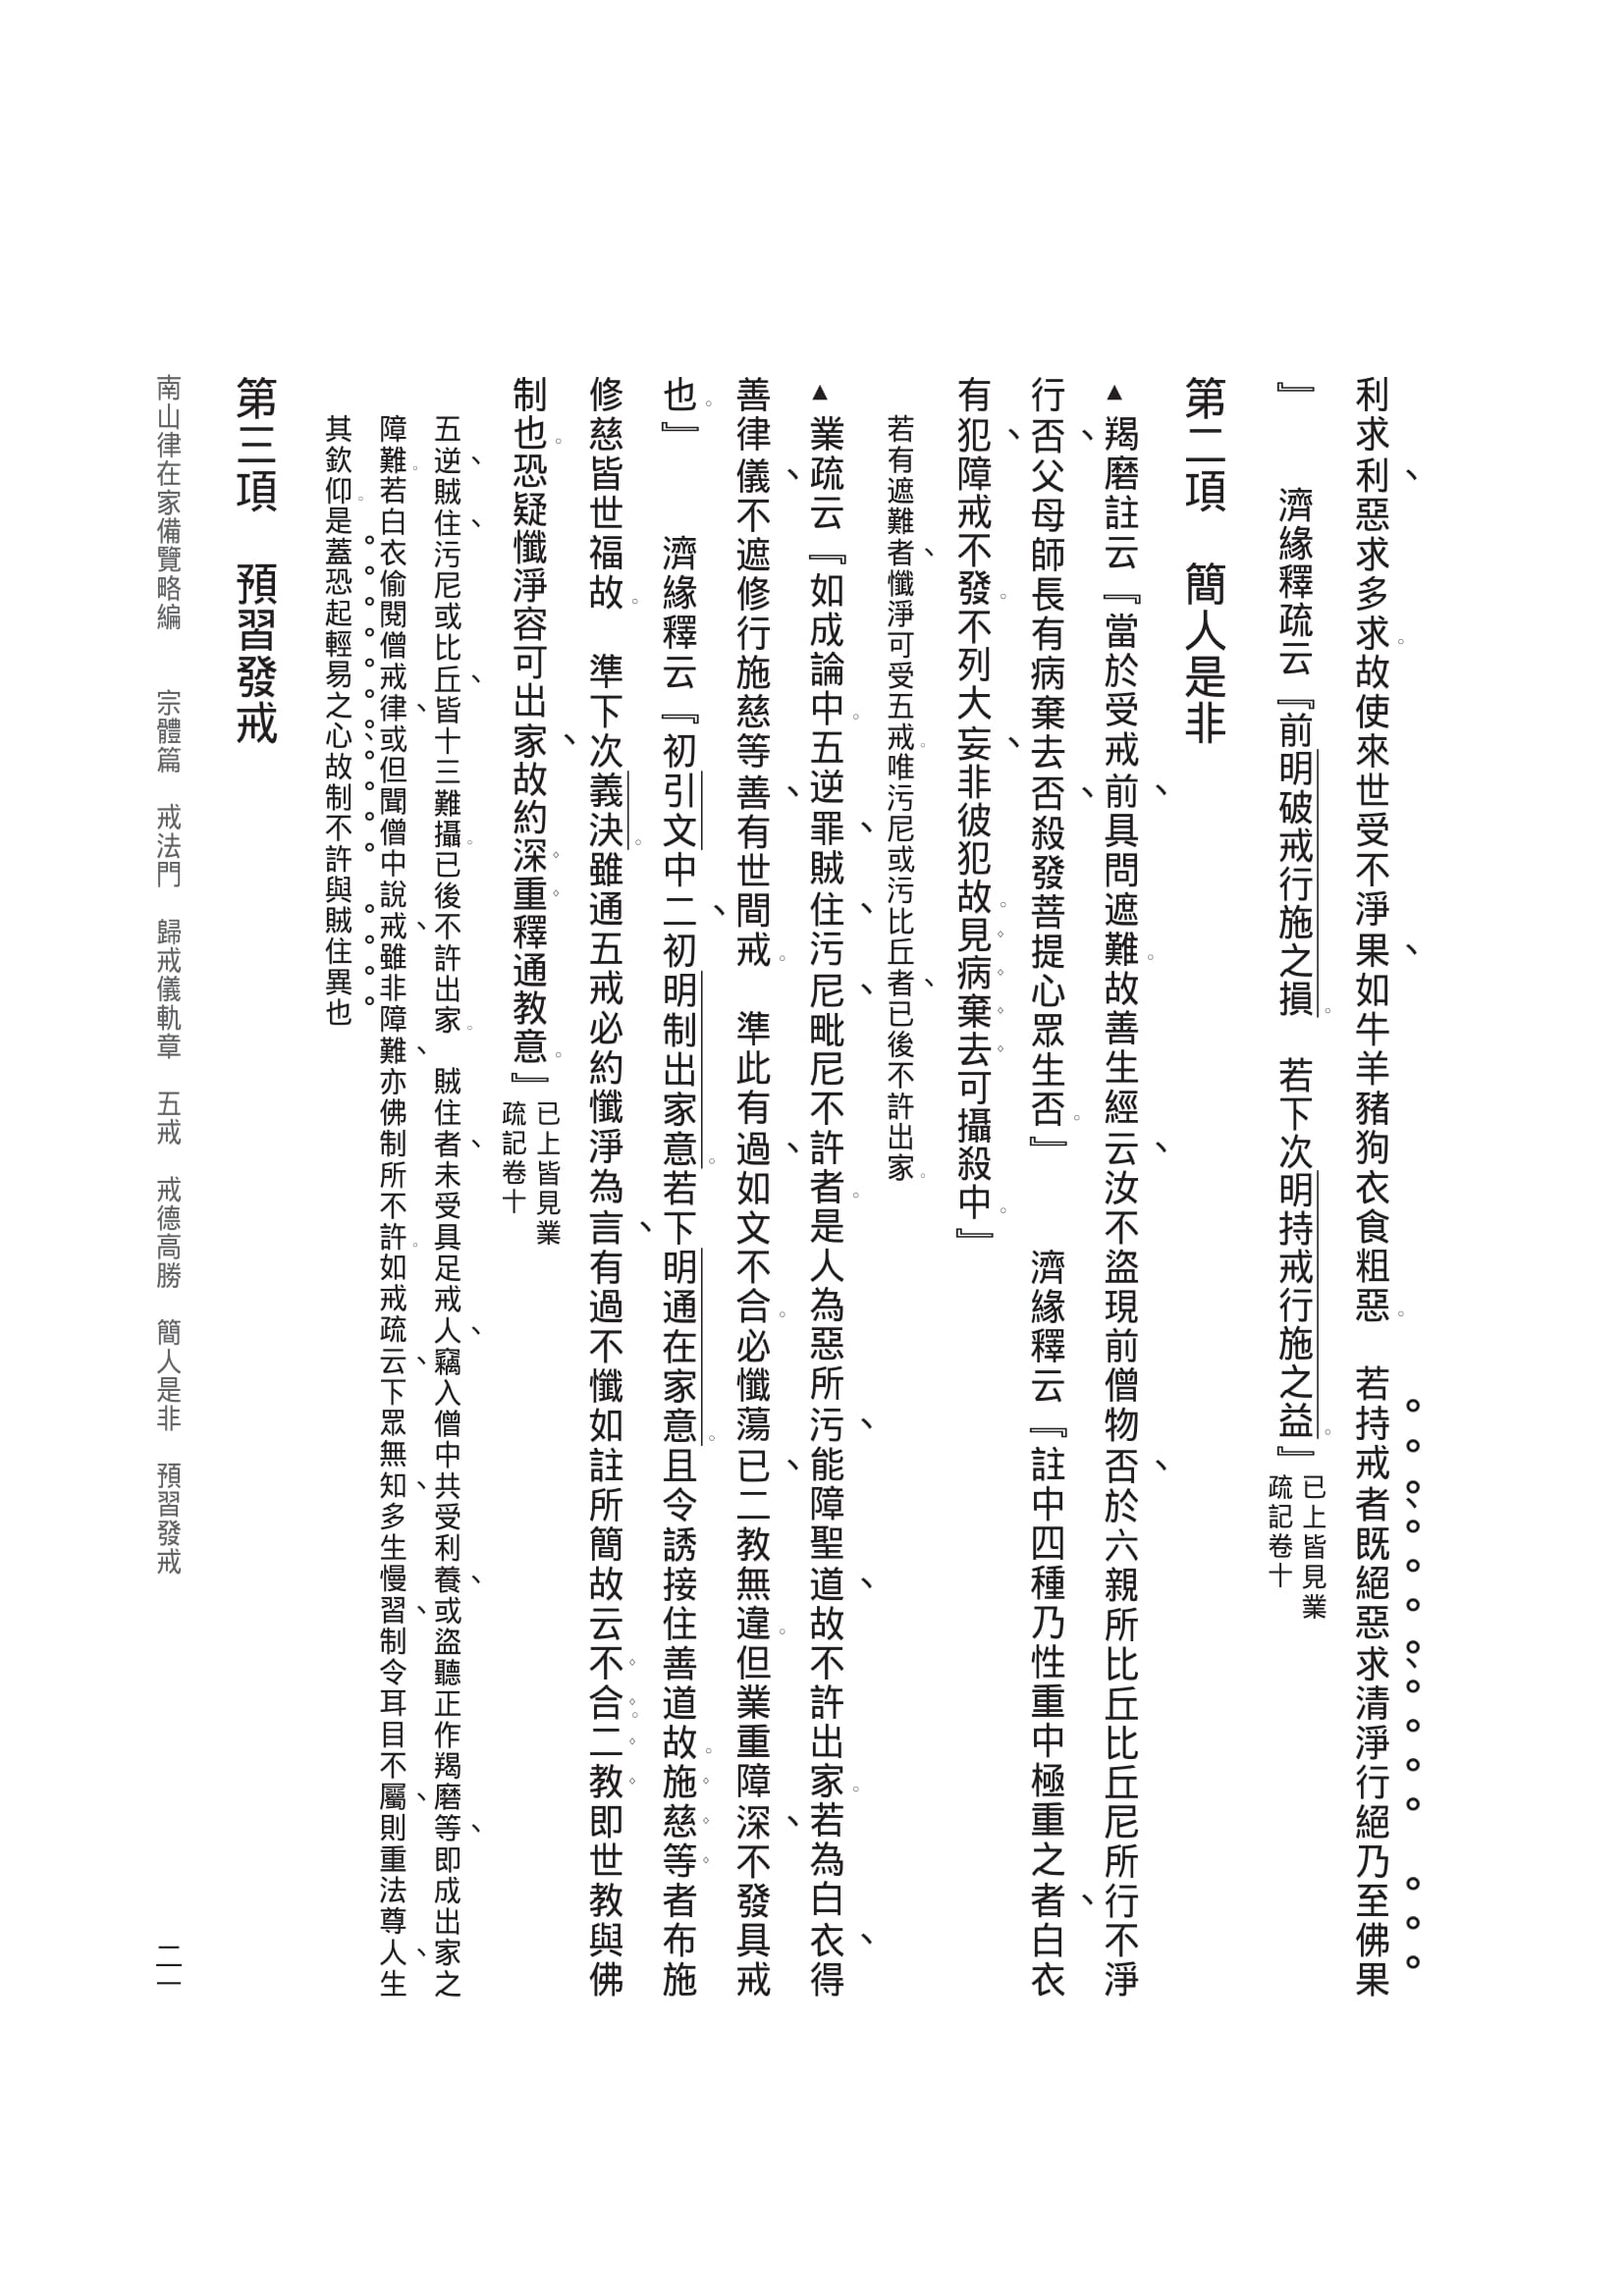 利求利、惡求多求。故使來世受不淨果、如牛羊豬狗衣食粗惡。　若持戒者、既絕惡求、清淨行絕乃至佛果
』　　濟緣釋疏云『前明破戒行施之損。　若下次明持戒行施之益。』已上皆見業疏記卷十
第二項　簡人是非
▲羯磨註云『當於受戒前、具問遮難。故善生經云、汝不盜現前僧物否、於六親所比丘比丘尼所行不淨
行否、父母師長有病棄去否、殺發菩提心眾生否。』　　濟緣釋云『註中四種乃性重中極重之者、白衣
有犯、障戒不發。不列大妄、非彼犯故。見病棄去可攝殺中。』
若有遮難者、懺淨可受五戒。唯污尼或污比丘者、已後不許出家。
▲業疏云『如成論中。五逆罪、賊住、污尼、毗尼不許者。是人為惡所污、能障聖道、故不許出家。若為白衣、得
善律儀、不遮修行施慈等善、有世間戒。　準此有過、如文不合。必懺蕩已、二教無違。但業重障深、不發具戒
也。』　　濟緣釋云『初引文中二、初明制出家意。若下明通在家意。且令誘接住善道故。施慈等者布施
修慈皆世福故。　準下次義決。雖通五戒必約懺淨為言、有過不懺如註所簡故云不合。二教即世教與佛
制也。恐疑懺淨容可出家、故約深重釋通教意。』已上皆見業疏記卷十
五逆、賊住、污尼或比丘、皆十三難攝。已後不許出家。　賊住者、未受具足戒人、竊入僧中共受利養、或盜聽正作羯磨等、即成出家之
障難。若白衣偷閱僧戒律、或但聞僧中說戒、雖非障難、亦佛制所不許。如戒疏云、下眾無知、多生慢習、制令耳目不屬、則重法尊人、生
其欽仰。是蓋恐起輕易之心、故制不許與賊住異也
第三項　預習發戒
南山律在家備覽略編　　宗體篇　戒法門　歸戒儀軌章　五戒　戒德高勝　簡人是非　預習發戒
二一